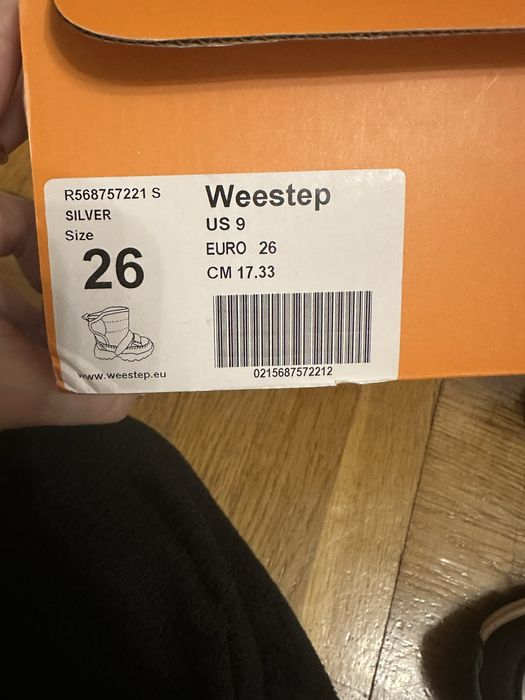 R568757221 S
SILVER
Size
26
www.weestep.eu
Weestep
US 9
EURO 26
CM 17.33
0215687572212